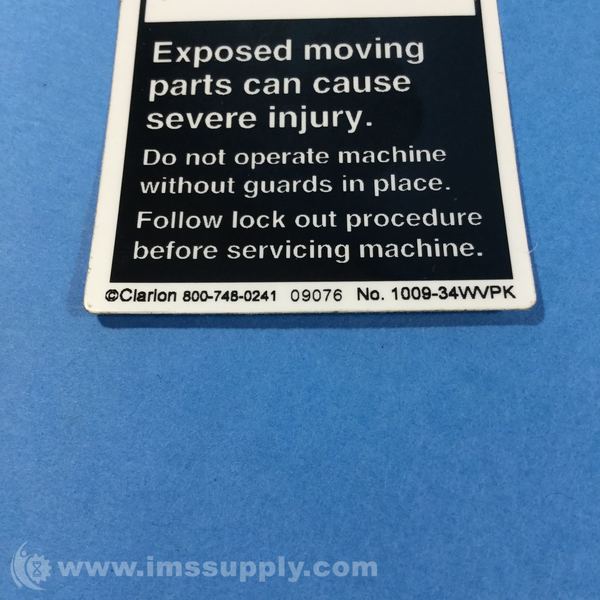 Exposed moving
parts can cause
severe injury.
Do not operate machine
without guards in place.
Follow lock out procedure
before servicing machine.
©Clarion 800-748-0241 09076 No. 1009-34WVPK
www.imssupply.com